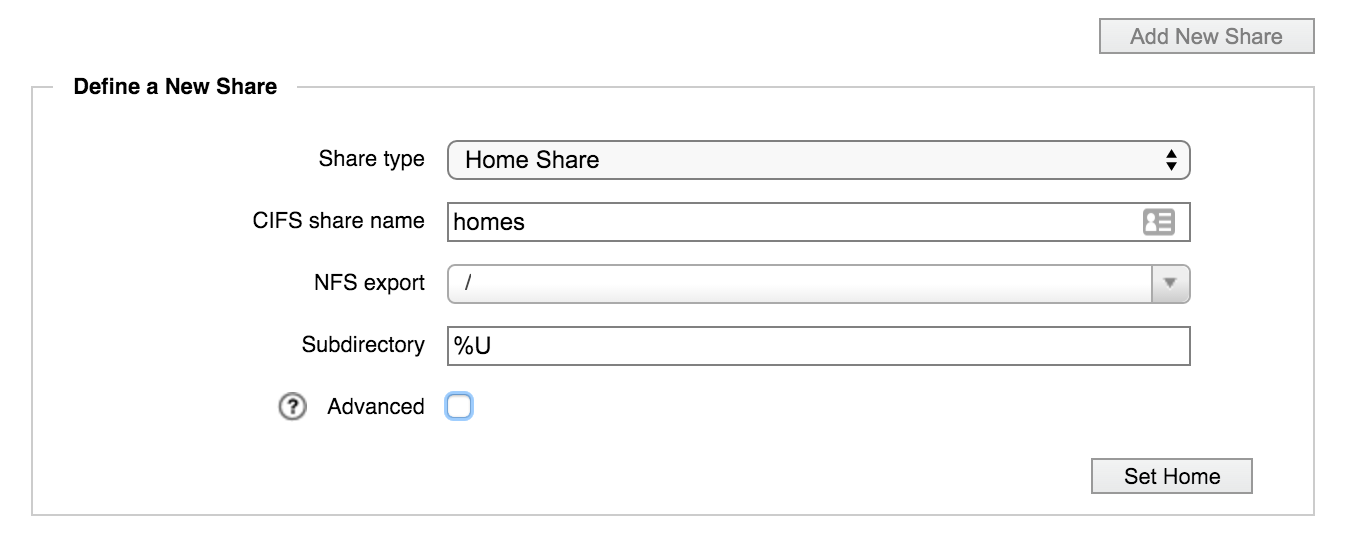 Add New Share
Define a New Share
Share type Home Share
CIFS share name homes
NFS export /
Subdirectory %U
? Advanced
Set Home